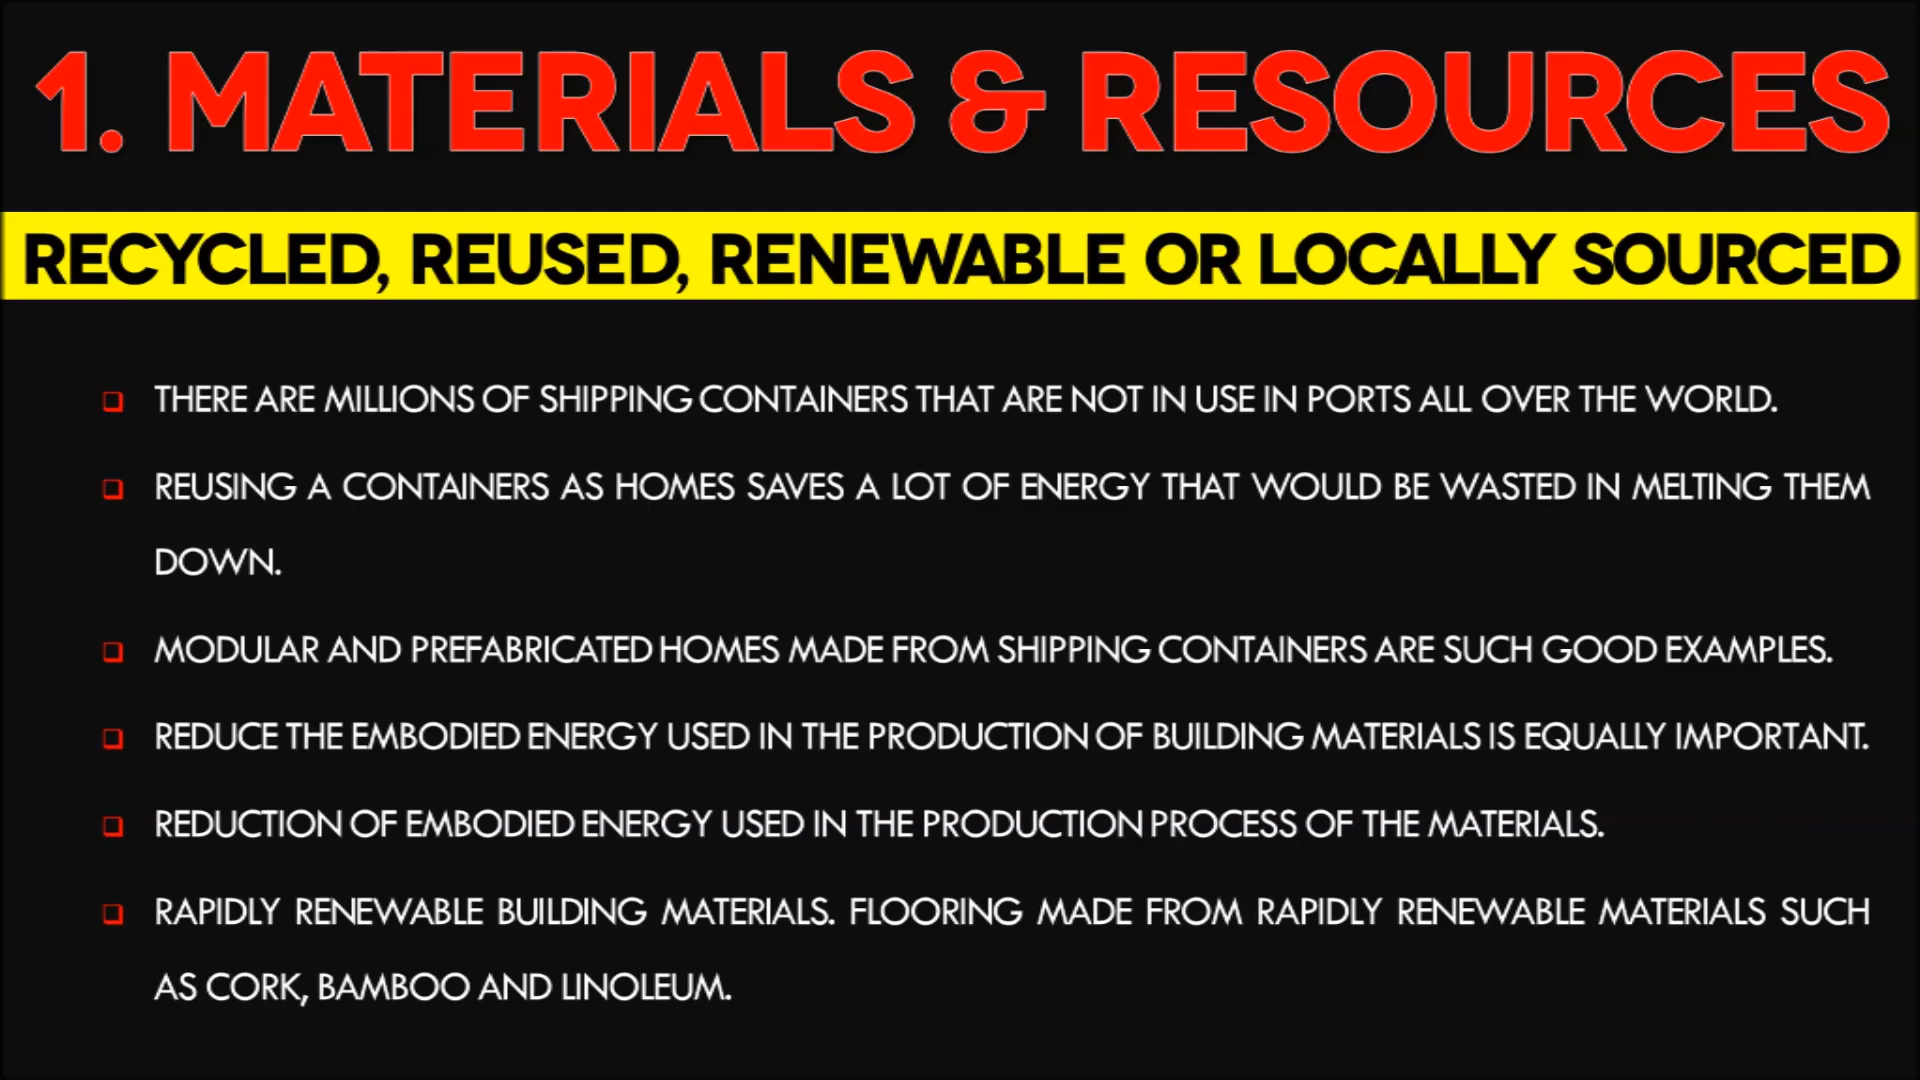 1. MATERIALS & RESOURCES
RECYCLED, REUSED, RENEWABLE OR LOCALLY SOURCED
THERE ARE MILLIONS OF SHIPPING CONTAINERS THAT ARE NOT IN USE IN PORTS ALL OVER THE WORLD.
REUSING A CONTAINERS AS HOMES SAVES A LOT OF ENERGY THAT WOULD BE WASTED IN MELTING THEM
DOWN.
MODULAR AND PREFABRICATED HOMES MADE FROM SHIPPING CONTAINERS ARE SUCH GOOD EXAMPLES.
REDUCE THE EMBODIED ENERGY USED IN THE PRODUCTION OF BUILDING MATERIALS IS EQUALLY IMPORTANT.
REDUCTION OF EMBODIED ENERGY USED IN THE PRODUCTION PROCESS OF THE MATERIALS.
RAPIDLY RENEWABLE BUILDING MATERIALS. FLOORING MADE FROM RAPIDLY RENEWABLE MATERIALS SUCH
AS CORK, BAMBOO AND LINOLEUM.